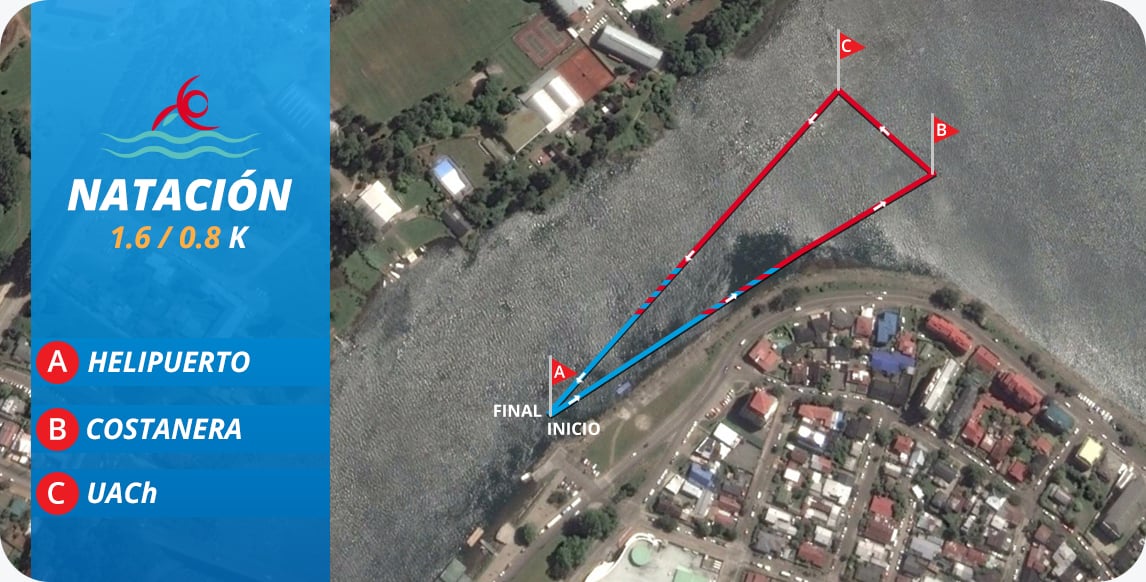 NATACIÓN
1.6 / 0.8 K
A HELIPUERTO
B COSTANERA
C UACh
C
B
A
FINAL
INICIO